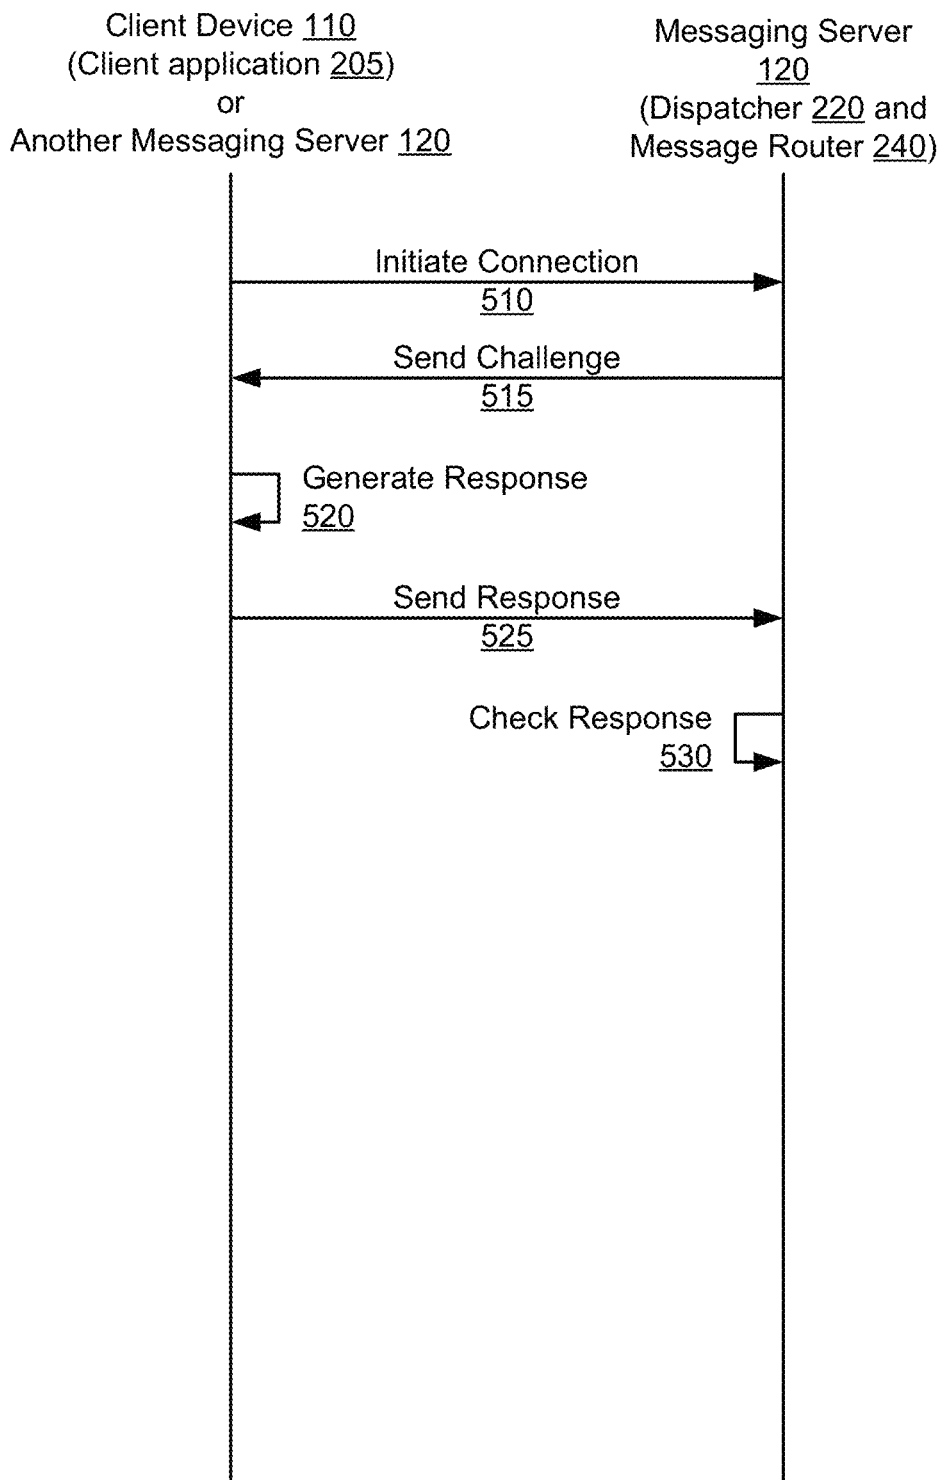 Client Device 110
(Client application 205)
or
Another Messaging Server 120
Messaging Server
120
(Dispatcher 220 and
Message Router 240)
Initiate Connection
510
Send Challenge
515
Generate Response
520
Send Response
525
Check Response
530